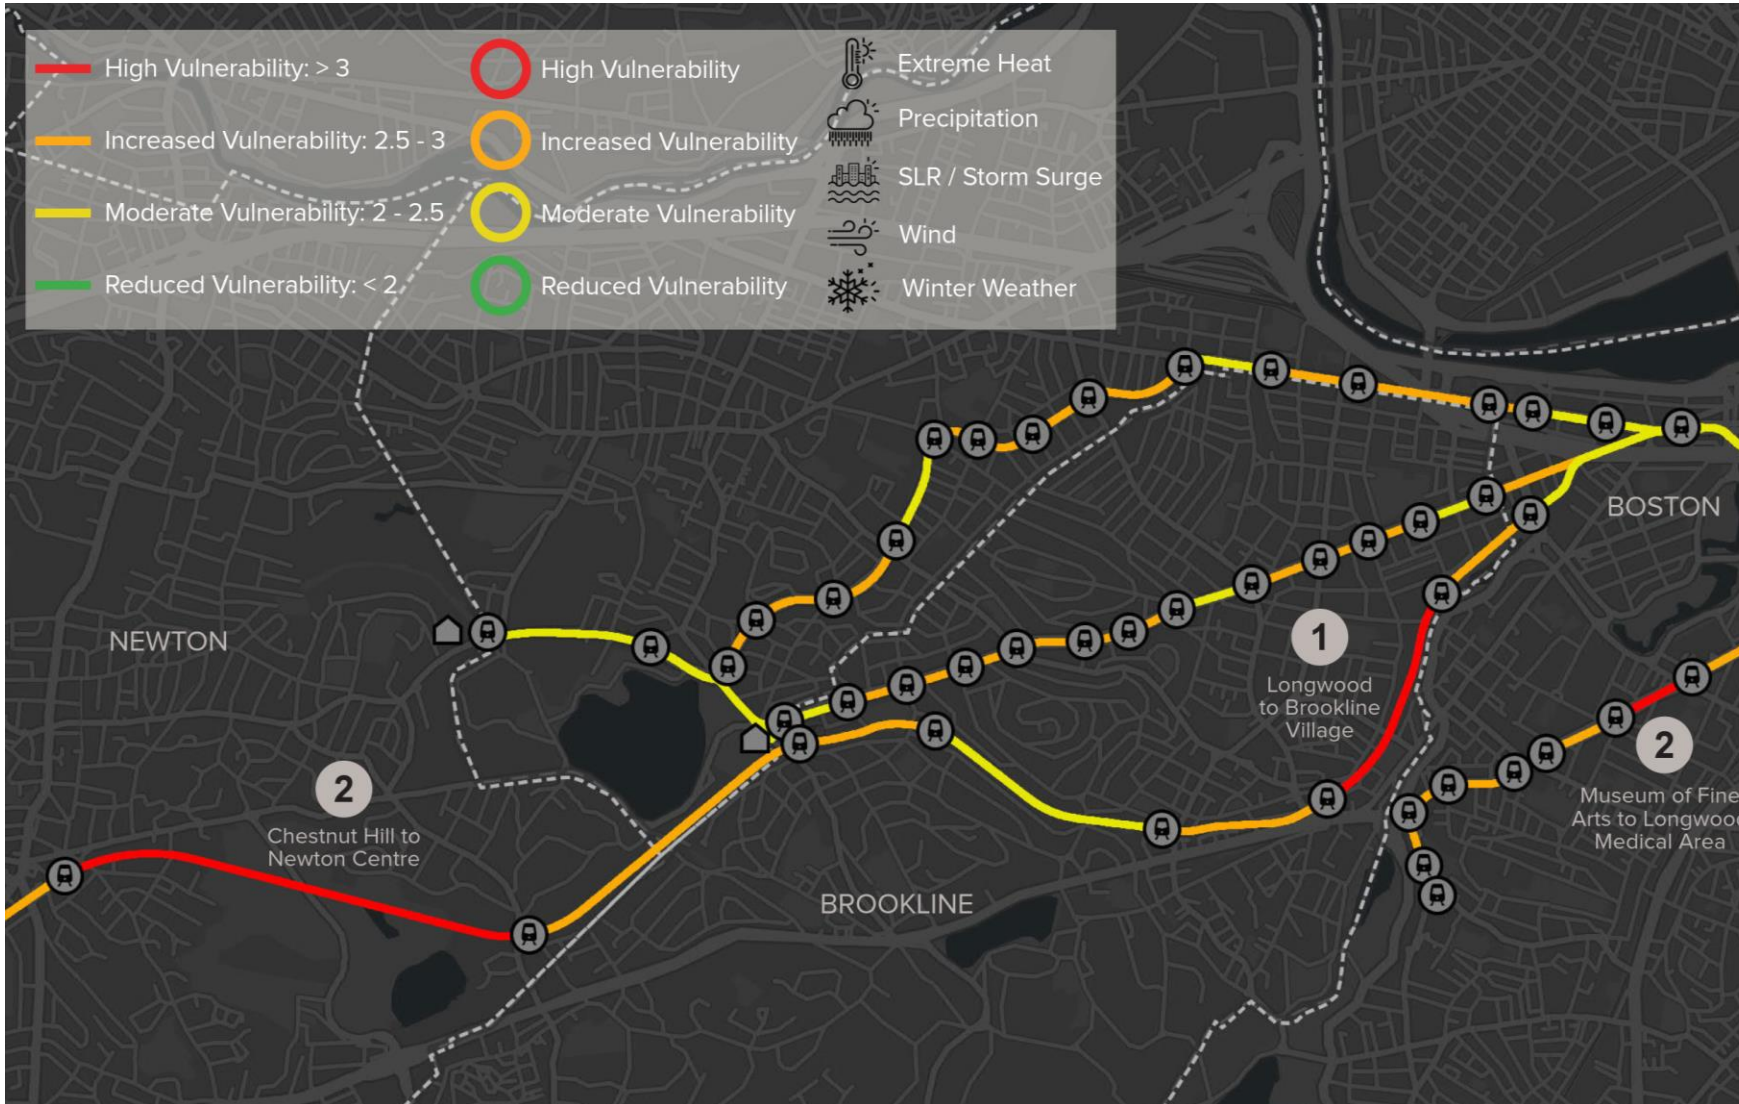 High Vulnerability: > 3
Increased Vulnerability: 2.5 - 3
Moderate Vulnerability: 2 - 2.5
Reduced Vulnerability: < 2
High Vulnerability
Increased Vulnerability
Moderate Vulnerability
Reduced Vulnerability
Extreme Heat
Precipitation
SLR / Storm Surge
Wind
Winter Weather
BOSTON
NEWTON
1
Longwood
to Brookline
Village
2
Museum of Fine
Arts to Longwood
Medical Area
2
Chestnut Hill to
Newton Centre
BROOKLINE